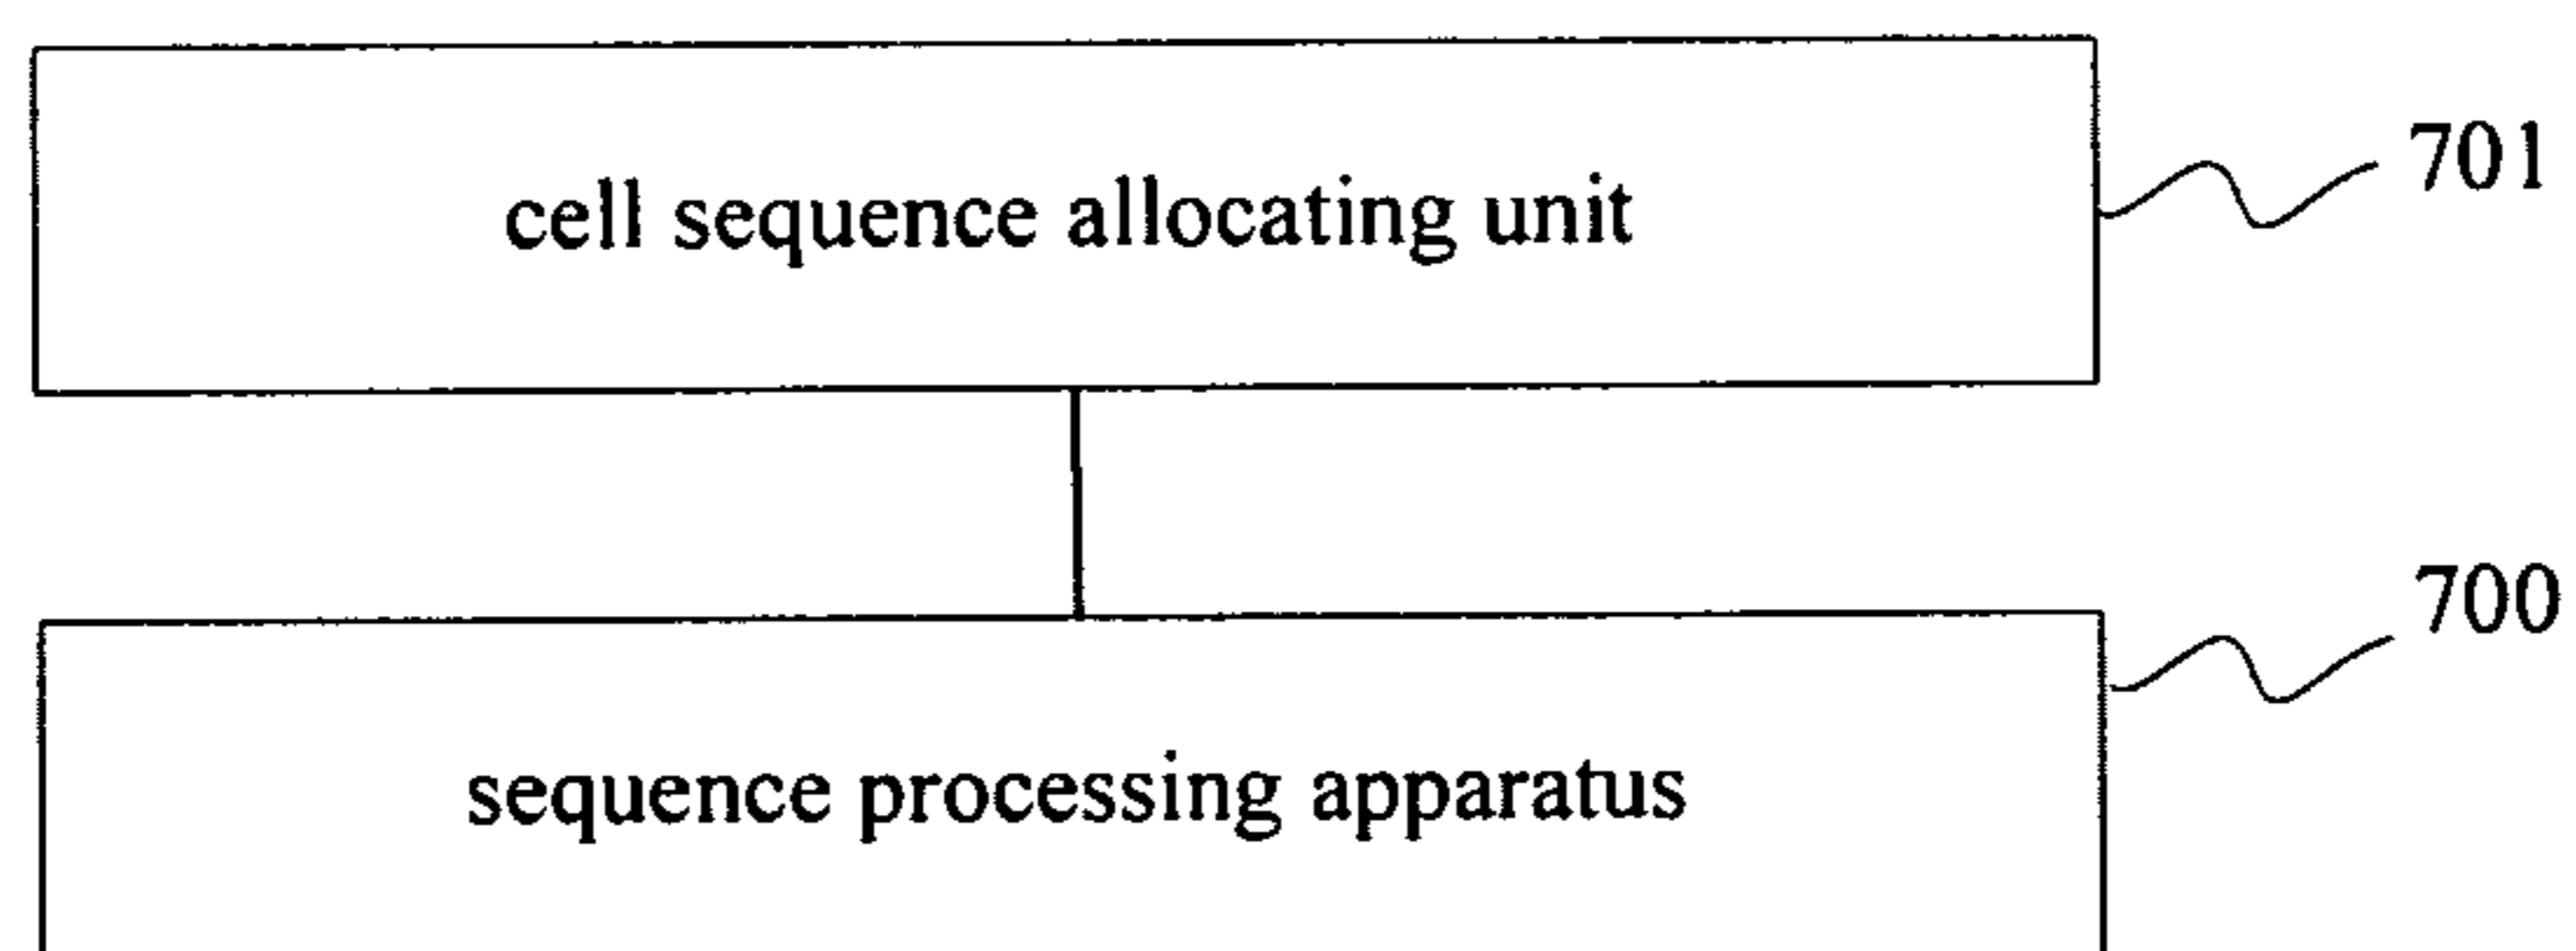 701
cell sequence allocating unit
700
sequence processing apparatus